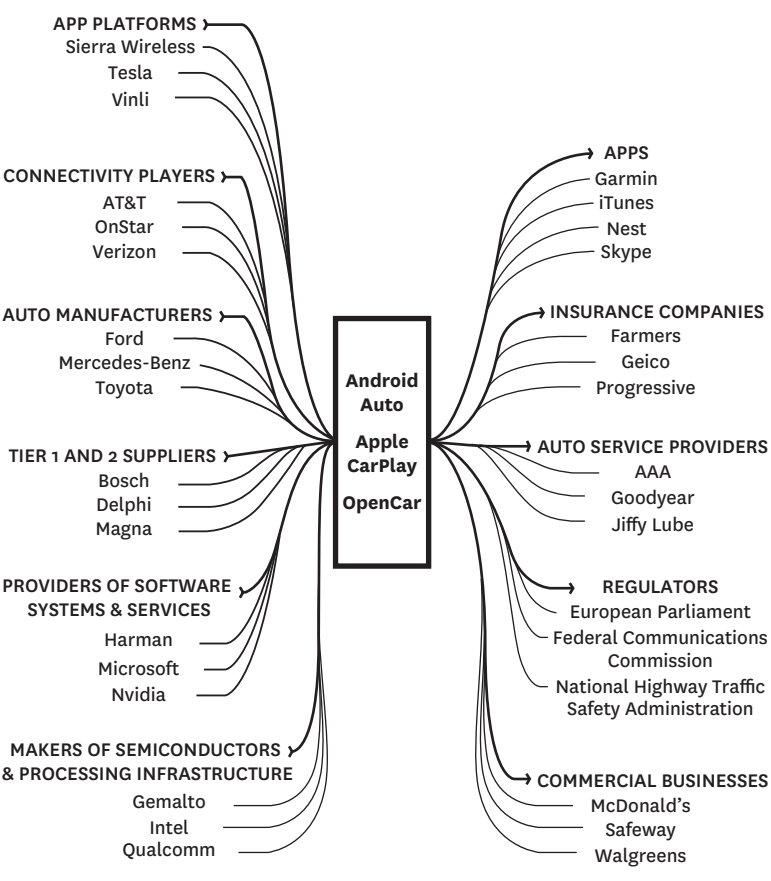 APP PLATFORMS
Sierra Wireless
Tesla
Vinli
CONNECTIVITY PLAYERS
AT&T
OnStar
Verizon
AUTO MANUFACTURERS
Ford
Mercedes-Benz
Toyota
TIER 1 AND 2 SUPPLIERS
Bosch
Delphi
Magna
PROVIDERS OF SOFTWARE
SYSTEMS & SERVICES
Harman
Microsoft
Nvidia
MAKERS OF SEMICONDUCTORS
& PROCESSING INFRASTRUCTURE
Gemalto
Intel
Qualcomm
Android
Auto
Apple
CarPlay
OpenCar
APPS
Garmin
iTunes
Nest
Skype
INSURANCE COMPANIES
Farmers
Geico
Progressive
AUTO SERVICE PROVIDERS
AAA
Goodyear
Jiffy Lube
REGULATORS
European Parliament
Federal Communications
Commission
National Highway Traffic
Safety Administration
COMMERCIAL BUSINESSES
McDonald's
Safeway
Walgreens